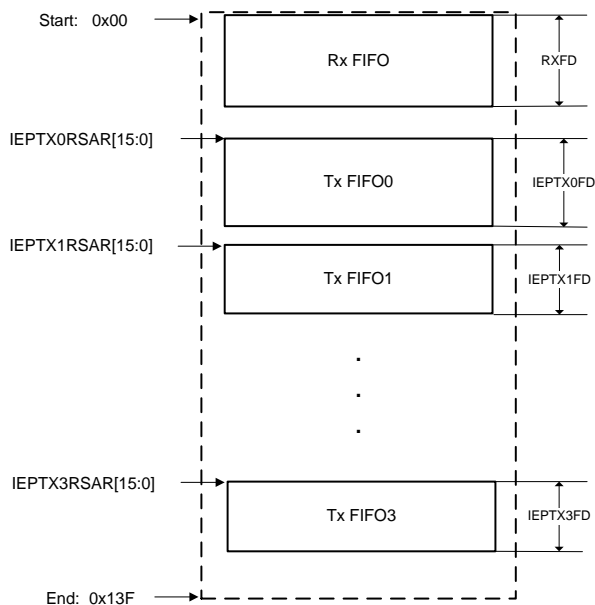 Start: 0x00
Rx FIFO
RXFD
IEPTX0RSAR[15:0]
Tx FIFO0
IEPTX0FD
IEPTX1RSAR[15:0]
Tx FIFO1
IEPTX1FD
.
.
.
IEPTX3RSAR[15:0]
Tx FIFO3
IEPTX3FD
End: 0x13F